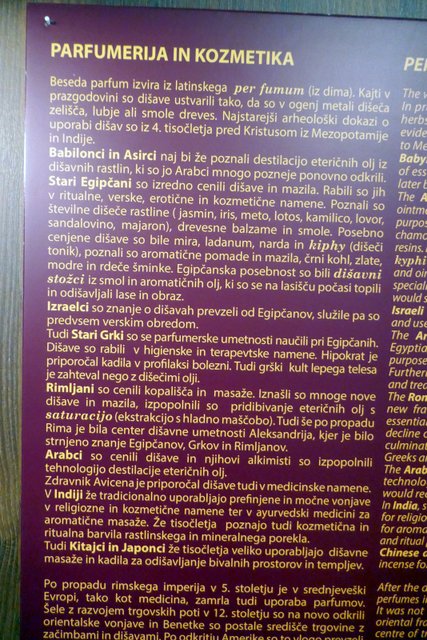 PARFUMERIJA IN KOZMETIKA
Beseda parfum izvira iz latinskega per fumum (iz dima). Kajti v
prazgodovini so dišave ustvarili tako, da so v ogenj metali dišeča
zelišča, lubje ali smole dreves. Najstarejši arheološki dokazi o
uporabi dišav so iz 4. tisočletja pred Kristusom iz Mezopotamije
in Indije.
Babilonci in Asirci naj bi že poznali destilacijo eteričnih olj iz
dišavnih rastlin, ki so jo Arabci mnogo pozneje ponovno odkrili.
Stari Egipčani so izredno cenili dišave in mazila. Rabili so jih
v ritualne, verske, erotične in kozmetične namene. Poznali so
številne dišeče rastline ( jasmin, iris, meto, lotos, kamilico, lovor,
sandalovino, majaron), drevesne balzame in smole. Posebno
cenjene dišave so bile mira, ladanum, narda in kiphy (dišeči
tonik), poznali so aromatične pomade in mazila, črni kohl, zlate,
modre in rdeče šminke. Egipčanska posebnost so bili dišavni
stožci iz smol in aromatičnih olj, ki so se na lasišču počasi topili
in odišavljali lase in obraz.
Izraelci so znanje o dišavah prevzeli od Egipčanov, služile pa so
predvsem verskim obredom.
Tudi Stari Grki so se parfumerske umetnosti naučili pri Egipčanih.
Dišave so rabili v higienske in terapevtske namene. Hipokrat je
priporočal kadila v profilaksi bolezni. Tudi grški kult lepega telesa
je zahteval nego z dišečimi olji.
Rimljani so cenili kopališča in masaže. Iznašli so mnoge nove
dišave in mazila, izpopolnili so pridibivanje eteričnih olj s
saturacijo (ekstrakcijo s hladno maščobo). Tudi še po propadu
Rima je bila center dišavne umetnosti Aleksandrija, kjer je bilo
strnjeno znanje Egipčanov, Grkov in Rimljanov.
Arabci so cenili dišave in njihovi alkimisti so izpopolnili
tehnologijo destilacije eteričnih olj.
Zdravnik Avicena je priporočal dišave tudi v medicinske namene.
V Indiji že tradicionalno uporabljajo prefinjene in močne vonjave
v religiozne in kozmetične namene ter v ayurvedski medicini za
aromatične masaže. Že tisočletja poznajo tudi kozmetična in
ritualna barvila rastlinskega in mineralnega porekla.
Tudi Kitajci in Japonci že tisočletja veliko uporabljajo dišavne
masaže in kadila za odišavljanje bivalnih prostorov in templjev.
Po propadu rimskega imperija v 5. stoletju je v srednjeveški
Evropi, tako kot medicina, zamrla tudi uporaba parfumov.
Šele z razvojem trgovskih poti v 12. stoletju so na novo odkrili
orientalske vonjave in Benetke so postale središče trgovine z
začimbami in dišavami. Po odkritju Amerike so to vlogo prevzeli